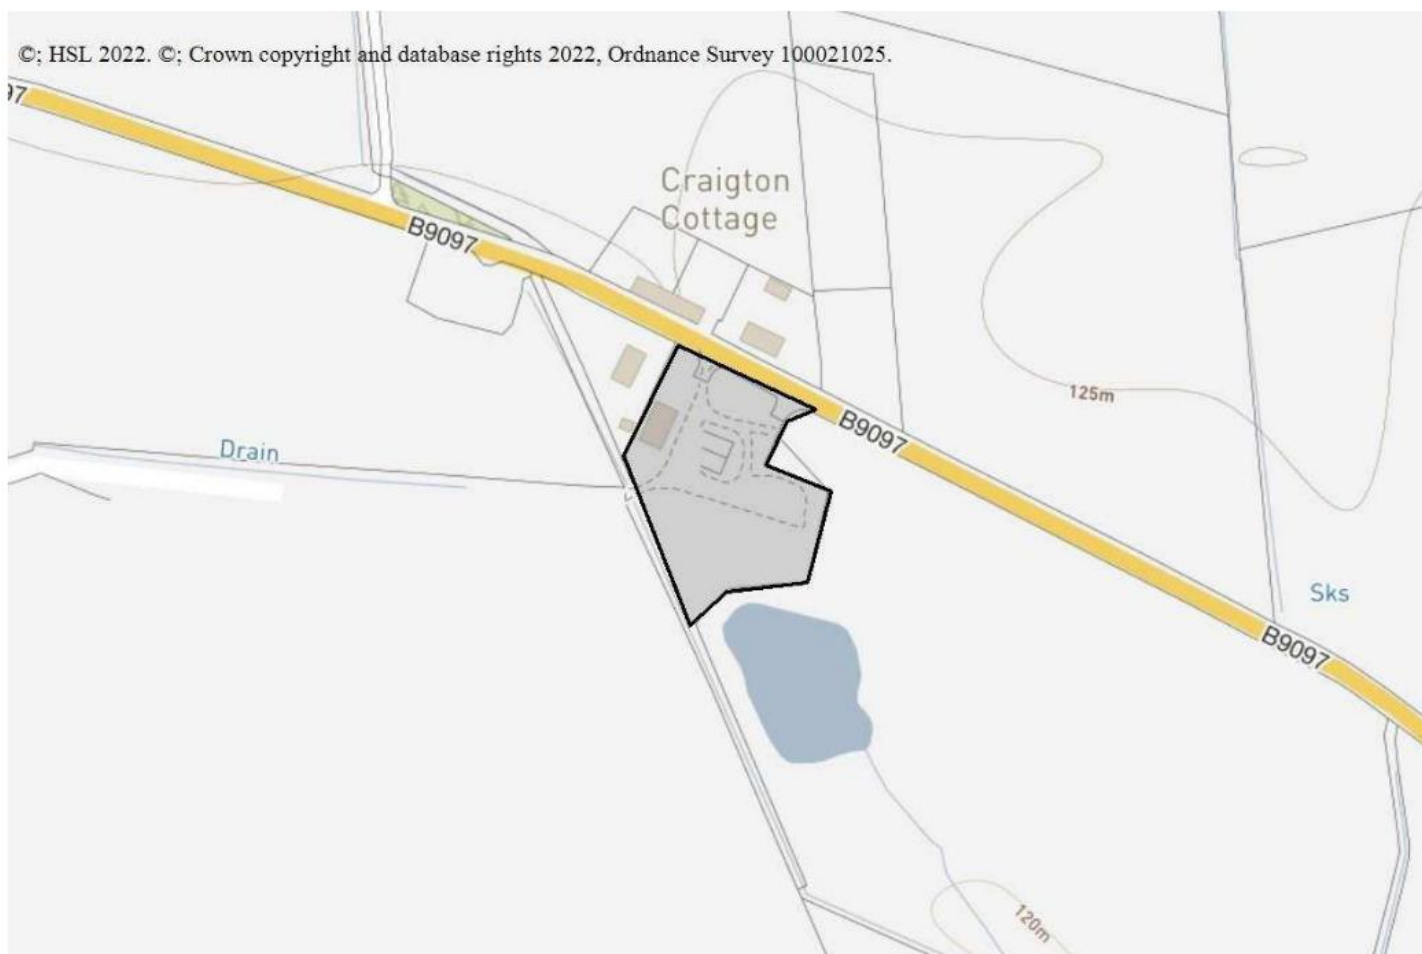 ©; HSL 2022. ©; Crown copyright and database rights 2022, Ordnance Survey 100021025.
97
Craigton
Cottage
B9097
125m
B9097
Drain
Sks
B9097
120m